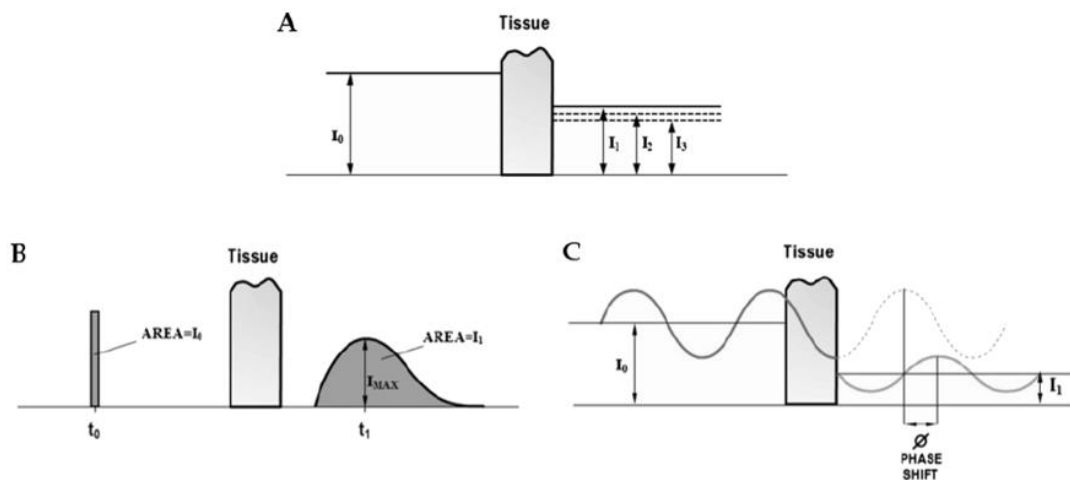 A
Tissue
I0
I1
I2
I3
B
Tissue
AREA=I0
AREA=I1
IMAX
t0
t1
C
Tissue
I0
I1
Ø
PHASE
SHIFT